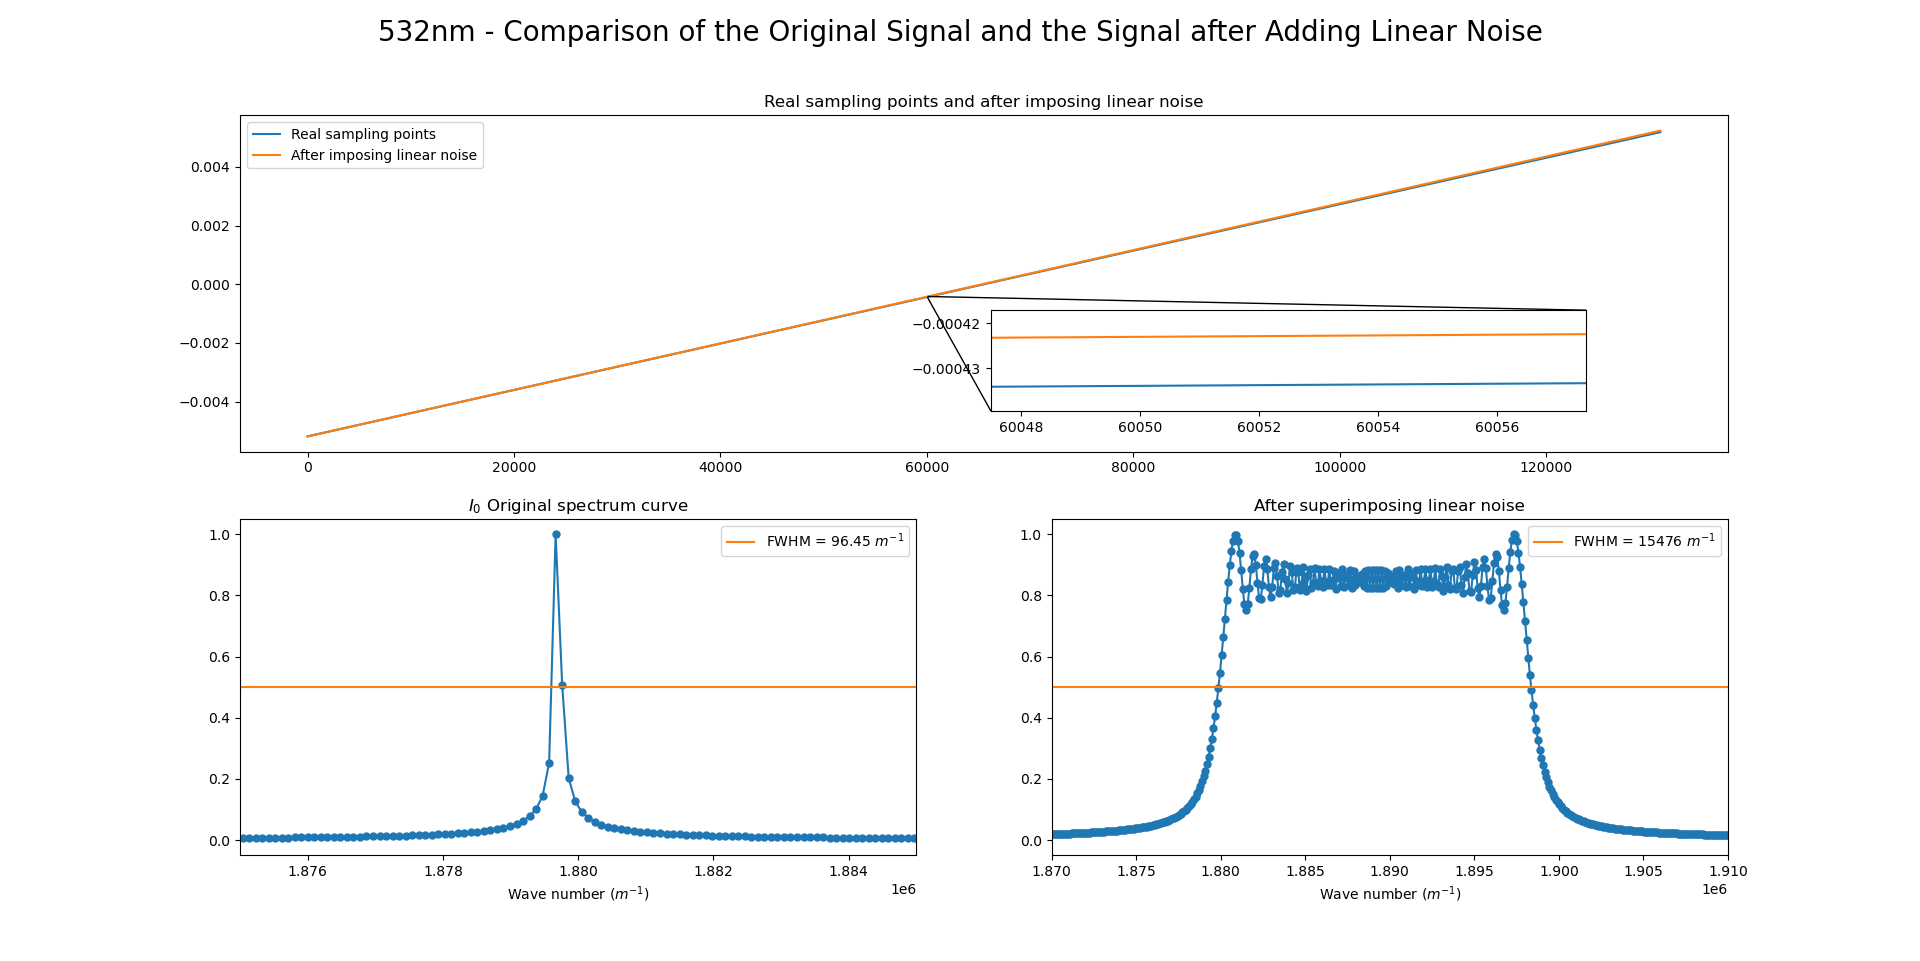 532nm - Comparison of the Original Signal and the Signal after Adding Linear Noise
Real sampling points and after imposing linear noise
Real sampling points
After imposing linear noise
0.004
0.002
0.000
−0.002
−0.004
−0.00042
−0.00043
60048 60050 60052 60054 60056
0 20000 40000 60000 80000 100000 120000
I₀ Original spectrum curve
FWHM = 96.45 m⁻¹
1.0
0.8
0.6
0.4
0.2
0.0
1.876 1.878 1.880 1.882 1.884
1e6
Wave number (m⁻¹)
After superimposing linear noise
FWHM = 15476 m⁻¹
1.0
0.8
0.6
0.4
0.2
0.0
1.870 1.875 1.880 1.885 1.890 1.895 1.900 1.905 1.910
1e6
Wave number (m⁻¹)